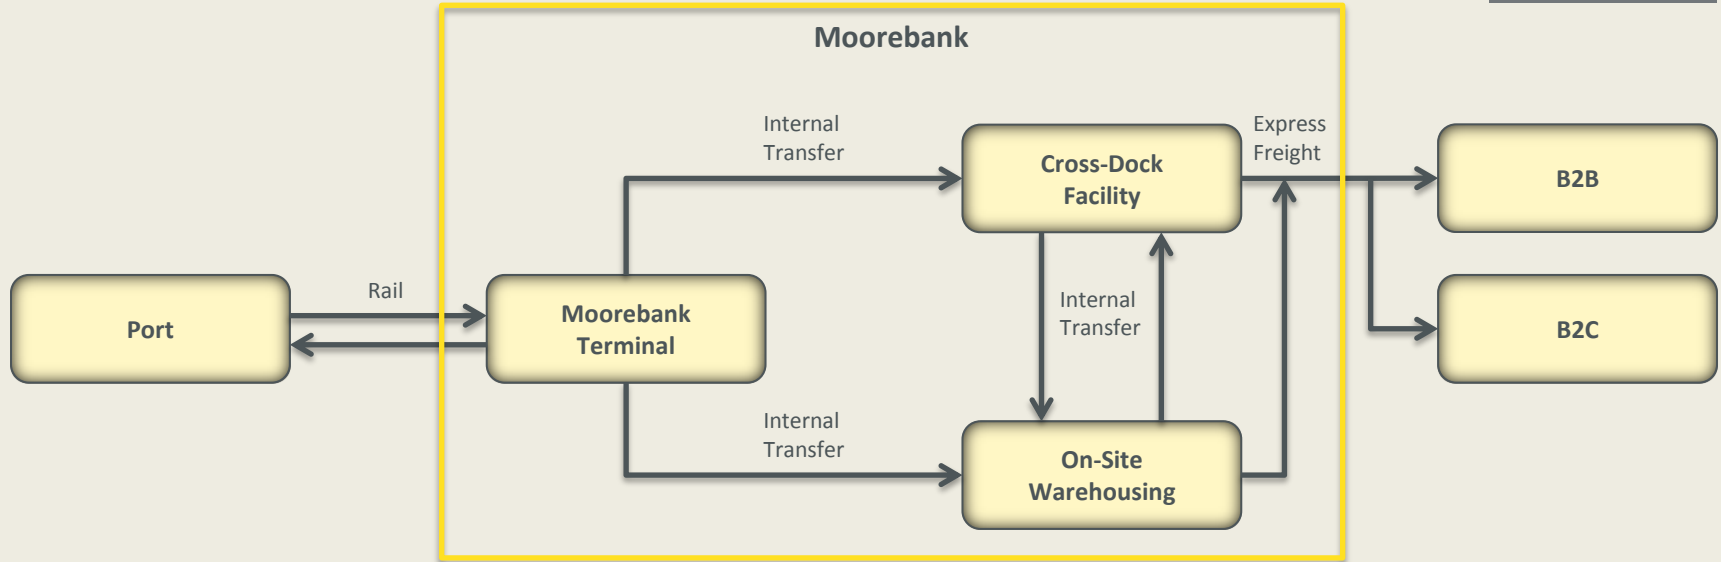 Moorebank
Internal
Transfer
Express
Freight
Cross-Dock
Facility
B2B
Rail
Port
Moorebank
Terminal
Internal
Transfer
B2C
Internal
Transfer
On-Site
Warehousing